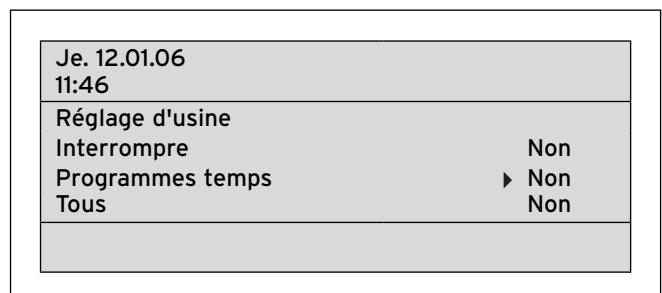 Je. 12.01.06
11:46
Réglage d'usine
Interrompre Non
Programmes temps ▶ Non
Tous Non